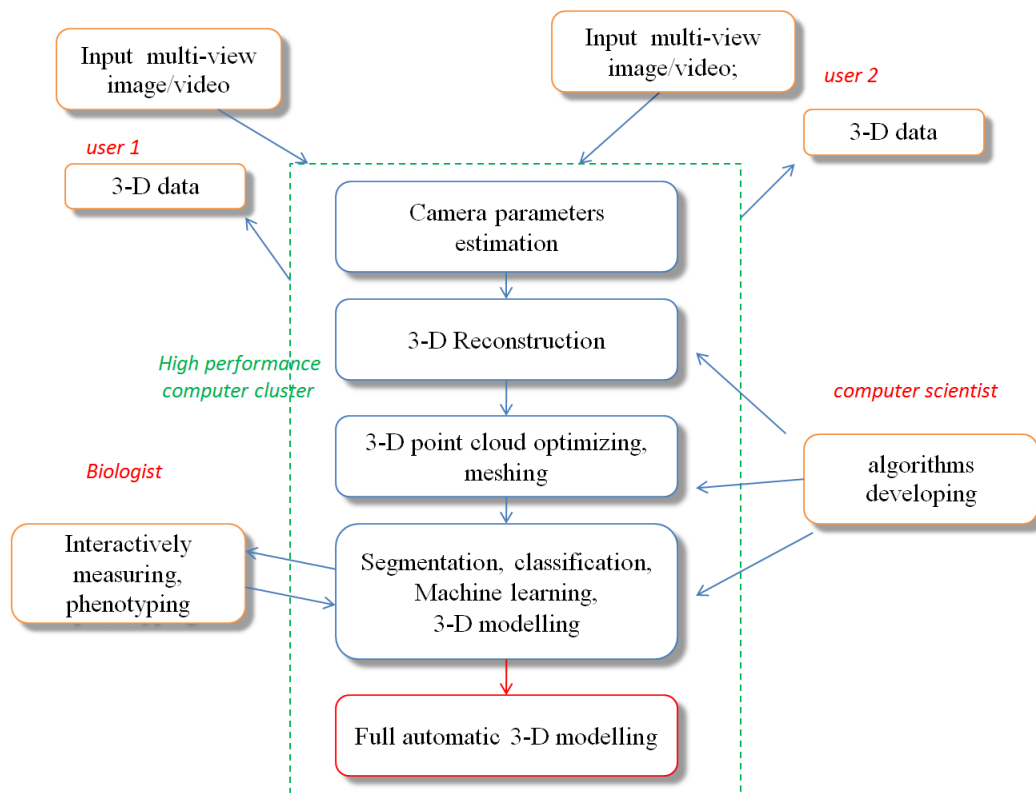 Input multi-view
image/video
Input multi-view
image/video;
user 2
3-D data
user 1
3-D data
Camera parameters
estimation
3-D Reconstruction
High performance
computer cluster
computer scientist
3-D point cloud optimizing,
meshing
algorithms
developing
Biologist
Interactively
measuring,
phenotyping
Segmentation, classification,
Machine learning,
3-D modelling
Full automatic 3-D modelling